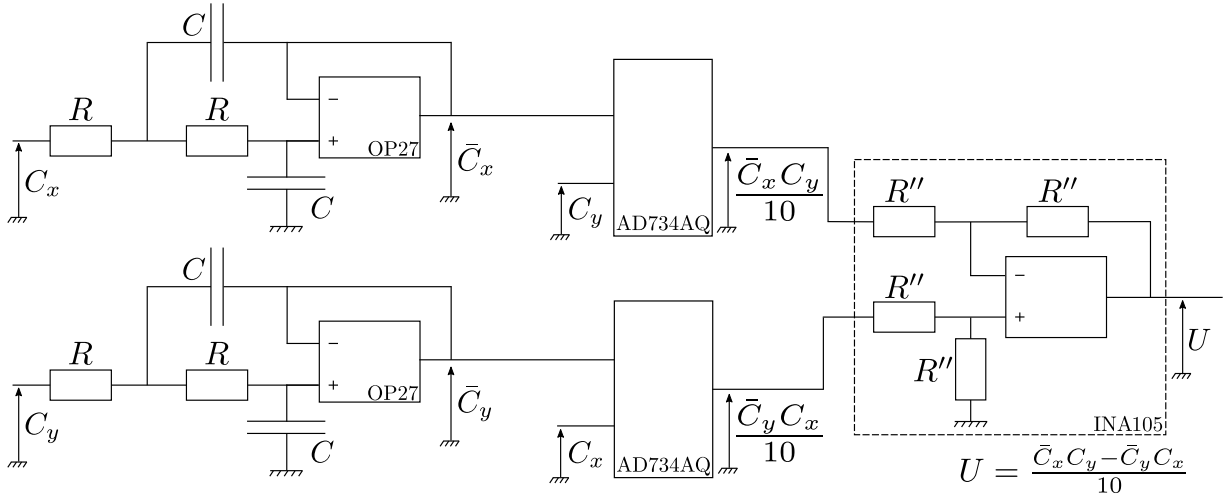 C
R
R
OP27
C
C_x
C̄_x
C_y
AD734AQ
C̄_x C_y / 10
R''
R''
R''
R''
INA105
U
C
R
R
OP27
C
C_y
C̄_y
C_x
AD734AQ
C̄_y C_x / 10
U = (C̄_x C_y − C̄_y C_x) / 10